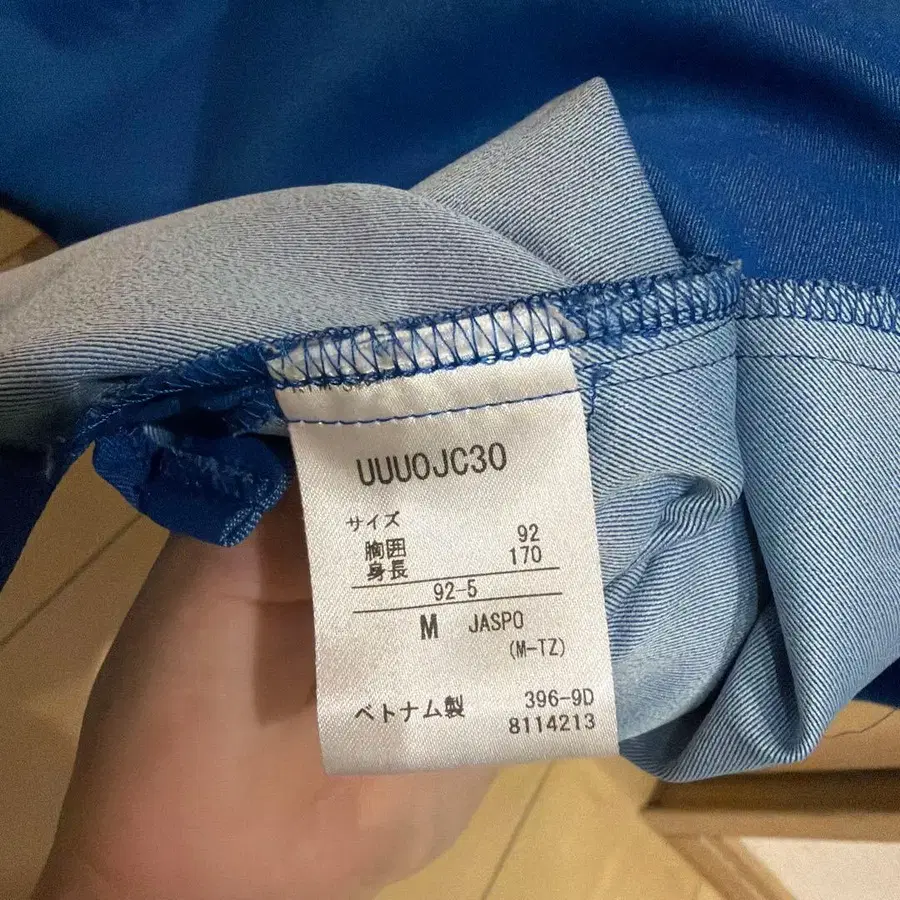 UUU0JC30
サイズ
胸囲 92
身長 170
92-5
M JASPO
(M-TZ)
ベトナム製 396-9D
8114213